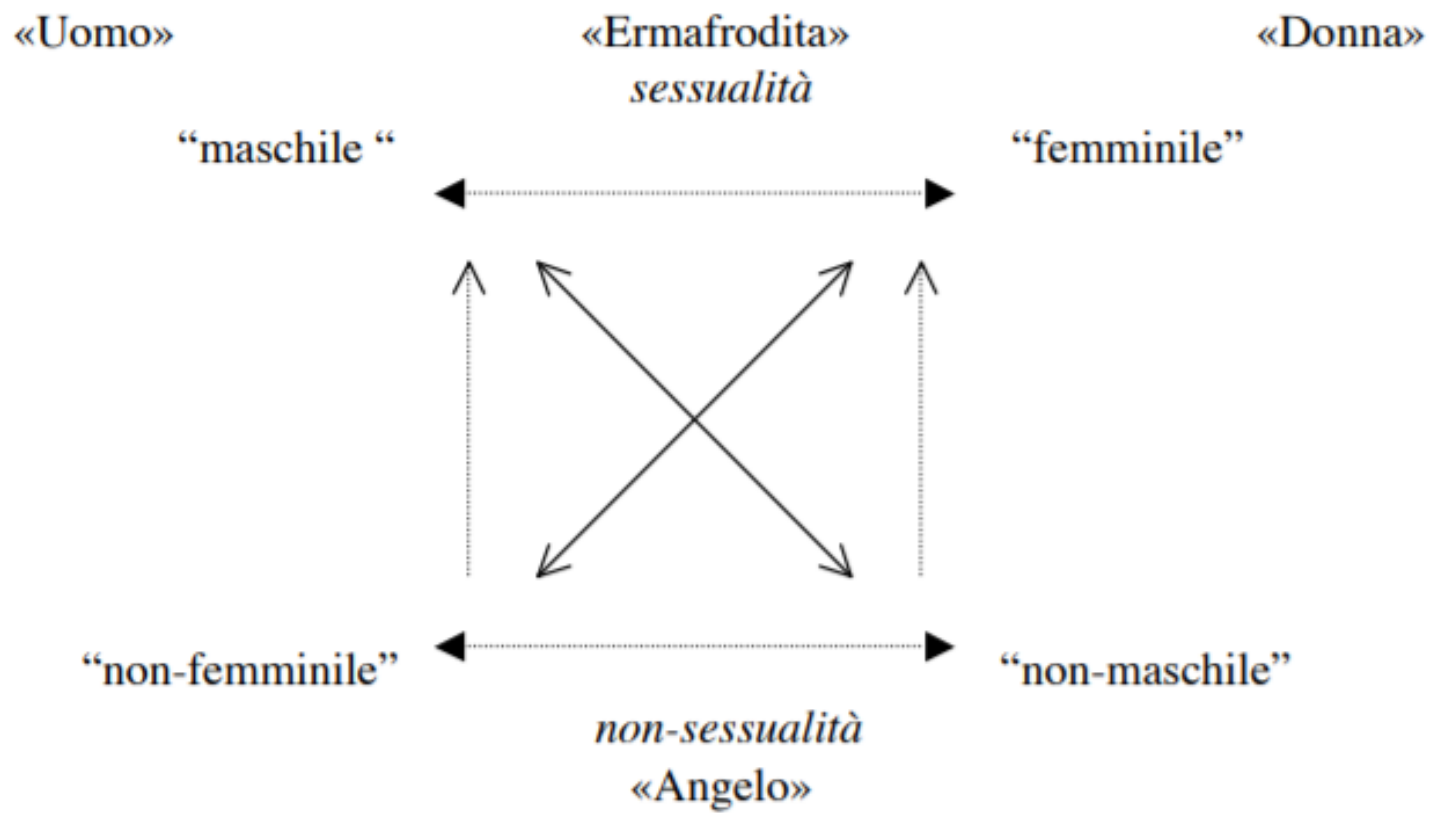 «Uomo» «Ermafrodita» «Donna»
sessualità
“maschile “ “femminile”
“non-femminile” “non-maschile”
non-sessualità
«Angelo»